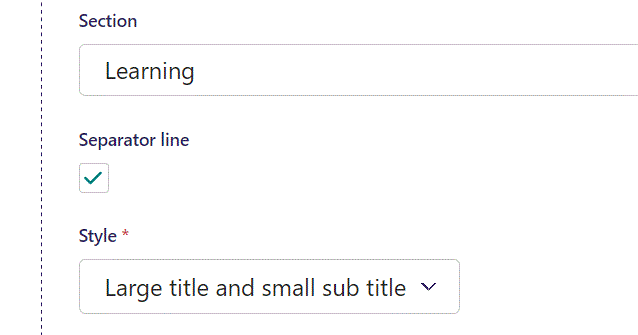 Section
Learning
Separator line
Style *
Large title and small sub title